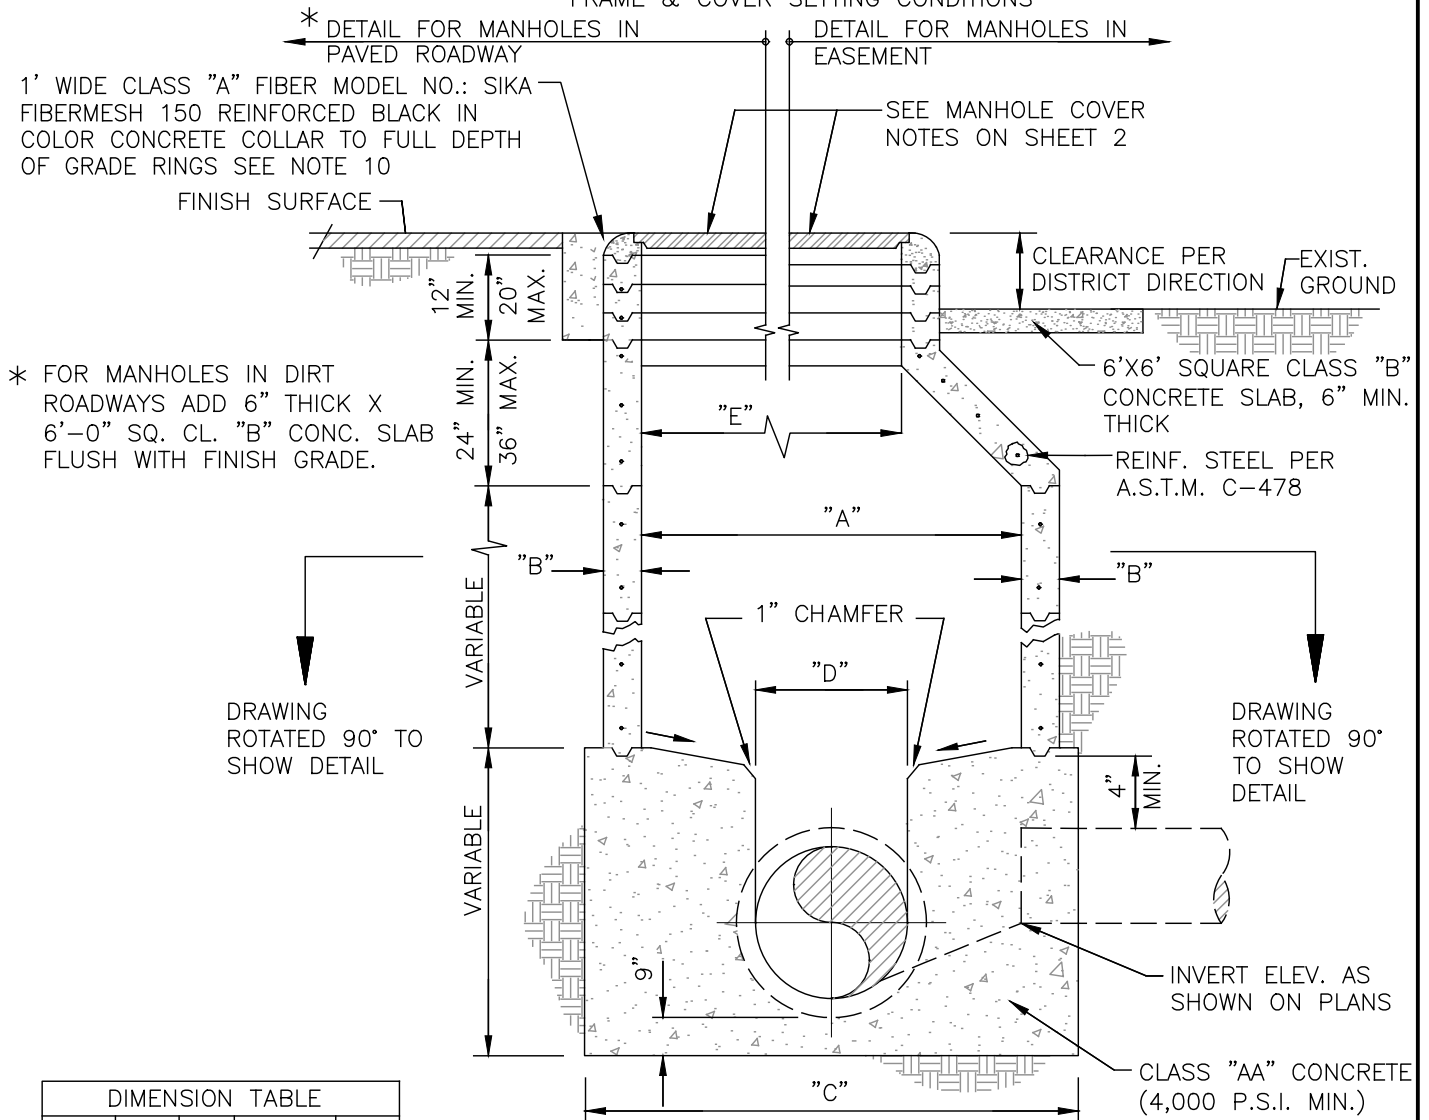 FRAME & COVER SETTING CONDITIONS
* DETAIL FOR MANHOLES IN
PAVED ROADWAY
DETAIL FOR MANHOLES IN
EASEMENT
1' WIDE CLASS "A" FIBER MODEL NO.: SIKA
FIBERMESH 150 REINFORCED BLACK IN
COLOR CONCRETE COLLAR TO FULL DEPTH
OF GRADE RINGS SEE NOTE 10
SEE MANHOLE COVER
NOTES ON SHEET 2
FINISH SURFACE
CLEARANCE PER
DISTRICT DIRECTION
EXIST.
GROUND
12"
MIN.
20"
MAX.
* FOR MANHOLES IN DIRT
ROADWAYS ADD 6" THICK X
6'-0" SQ. CL. "B" CONC. SLAB
FLUSH WITH FINISH GRADE.
24" MIN.
36" MAX.
6'X6' SQUARE CLASS "B"
CONCRETE SLAB, 6" MIN.
THICK
"E"
REINF. STEEL PER
A.S.T.M. C-478
"A"
"B"
"B"
VARIABLE
1" CHAMFER
"D"
DRAWING
ROTATED 90° TO
SHOW DETAIL
DRAWING
ROTATED 90°
TO SHOW
DETAIL
4"
MIN.
VARIABLE
9"
INVERT ELEV. AS
SHOWN ON PLANS
CLASS "AA" CONCRETE
(4,000 P.S.I. MIN.)
"C"
DIMENSION TABLE